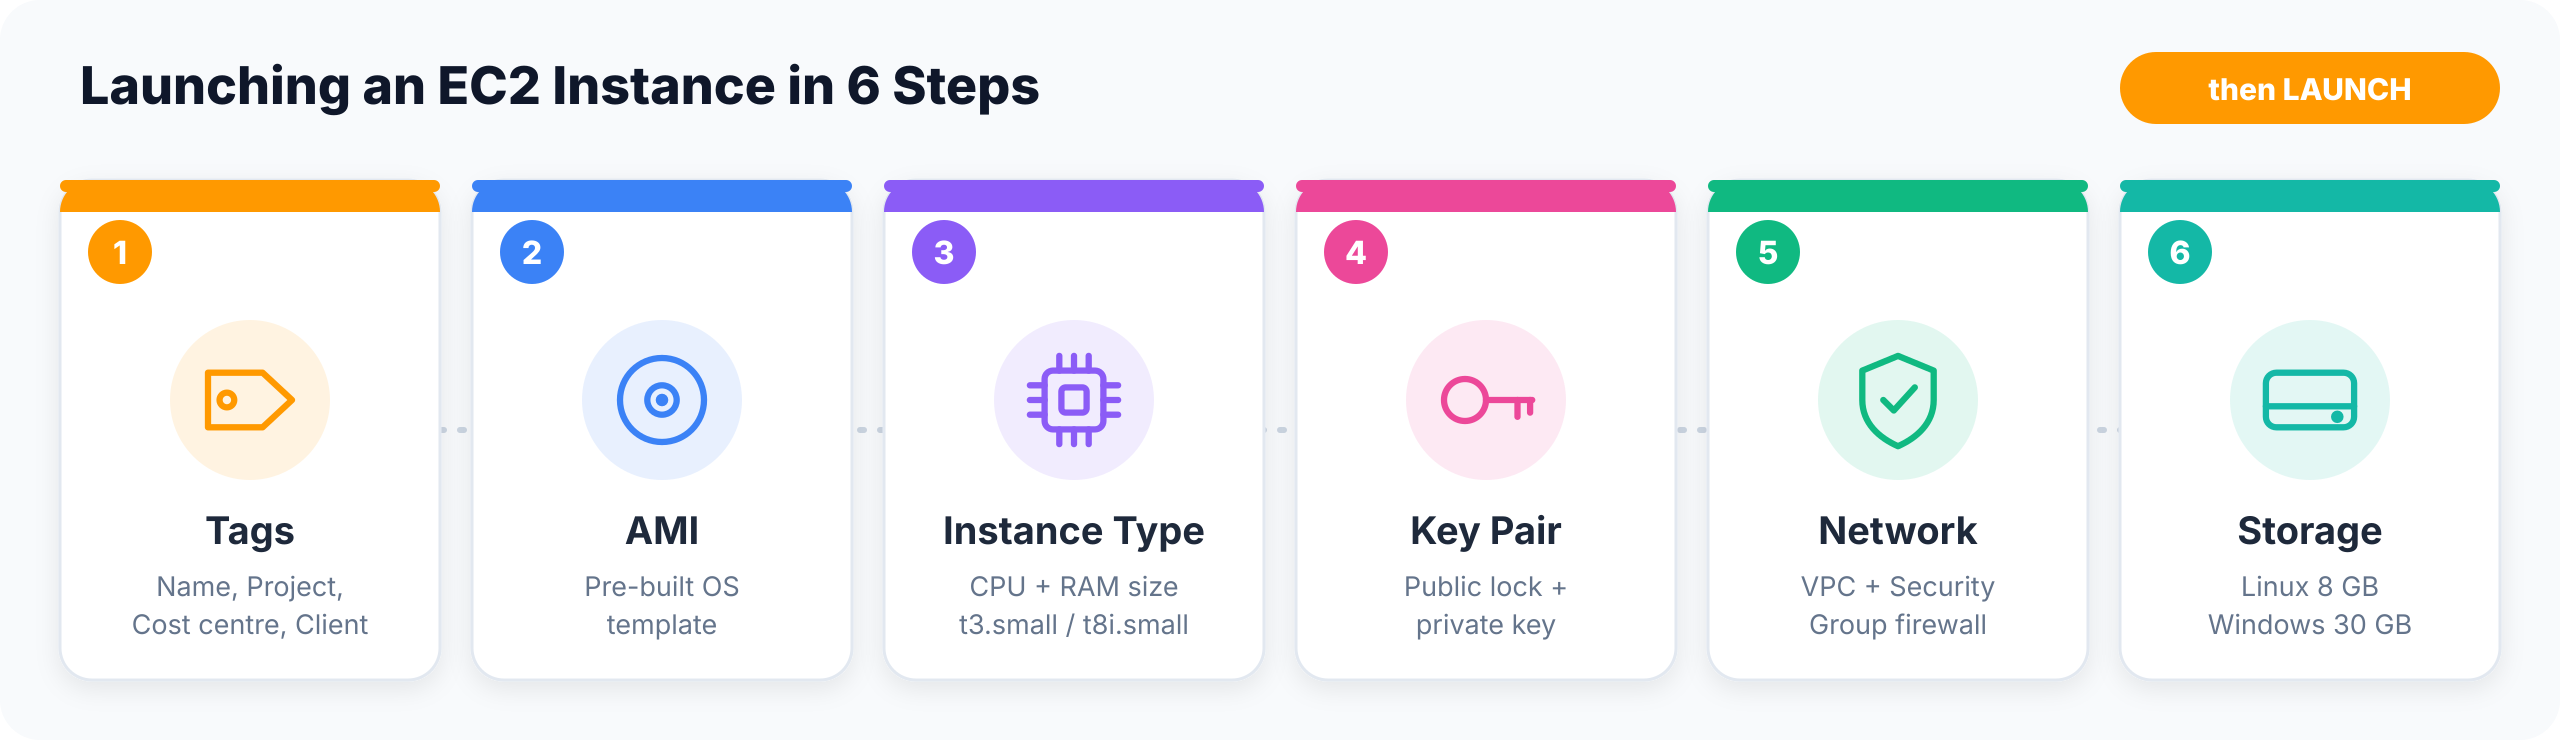 Launching an EC2 Instance in 6 Steps
then LAUNCH
1
Tags
Name, Project,
Cost centre, Client
2
AMI
Pre-built OS
template
3
Instance Type
CPU + RAM size
t3.small / t8i.small
4
Key Pair
Public lock +
private key
5
Network
VPC + Security
Group firewall
6
Storage
Linux 8 GB
Windows 30 GB